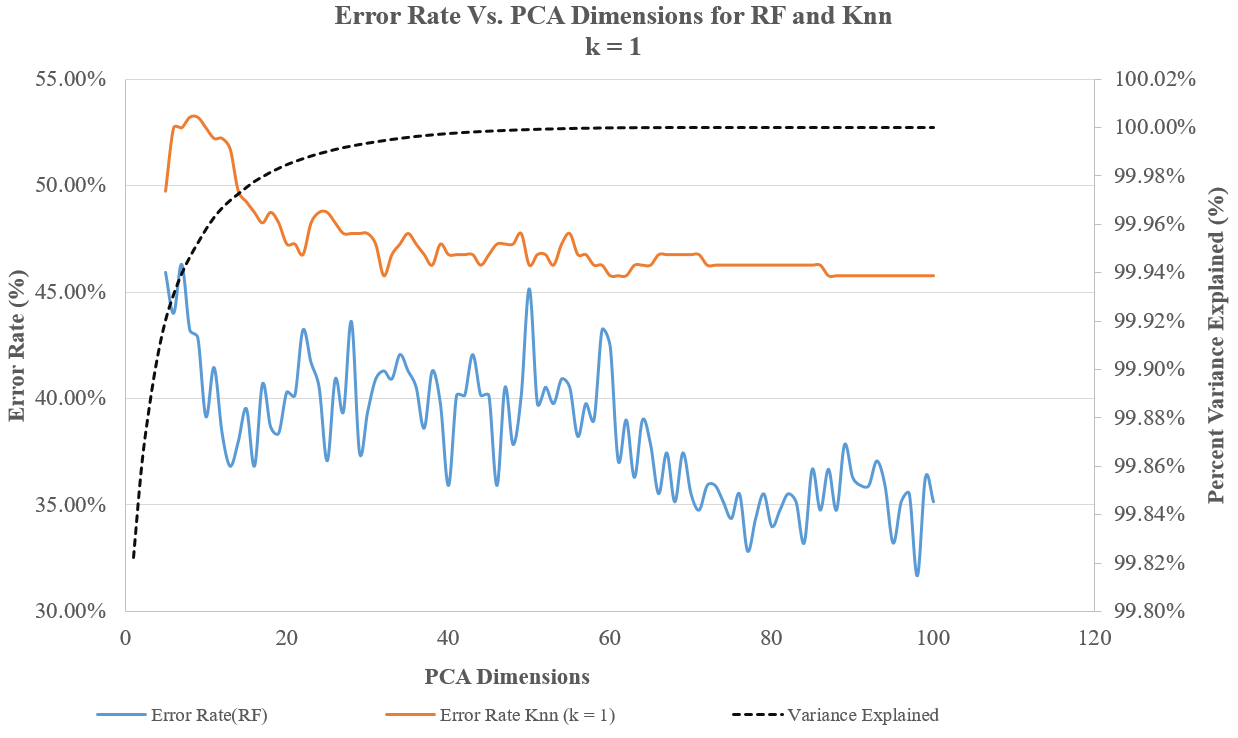 Error Rate Vs. PCA Dimensions for RF and Knn
k = 1
55.00%
50.00%
45.00%
40.00%
35.00%
30.00%
Error Rate (%)
100.02%
100.00%
99.98%
99.96%
99.94%
99.92%
99.90%
99.88%
99.86%
99.84%
99.82%
99.80%
Percent Variance Explained (%)
0 20 40 60 80 100 120
PCA Dimensions
Error Rate(RF) Error Rate Knn (k = 1) Variance Explained